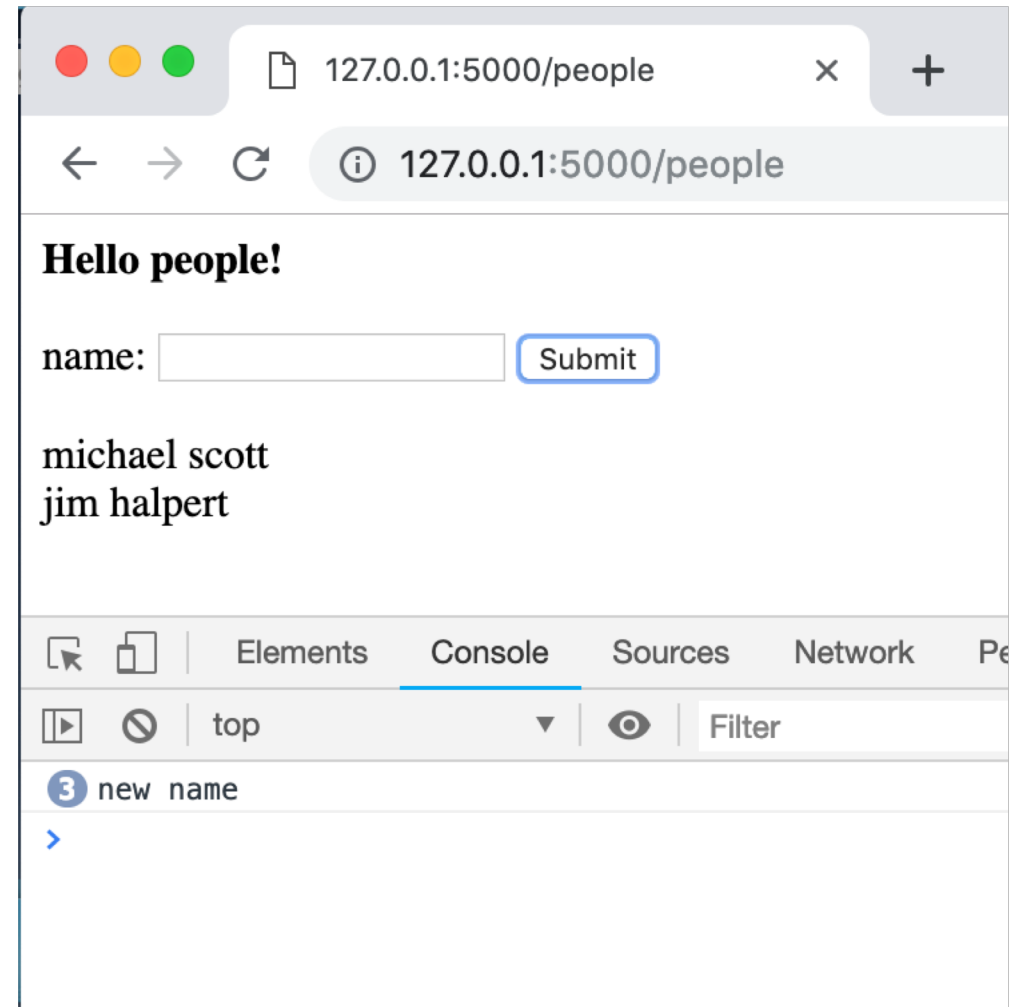 127.0.0.1:5000/people
127.0.0.1:5000/people
Hello people!
name: Submit
michael scott
jim halpert
Elements Console Sources Network Pe
top Filter
3 new name